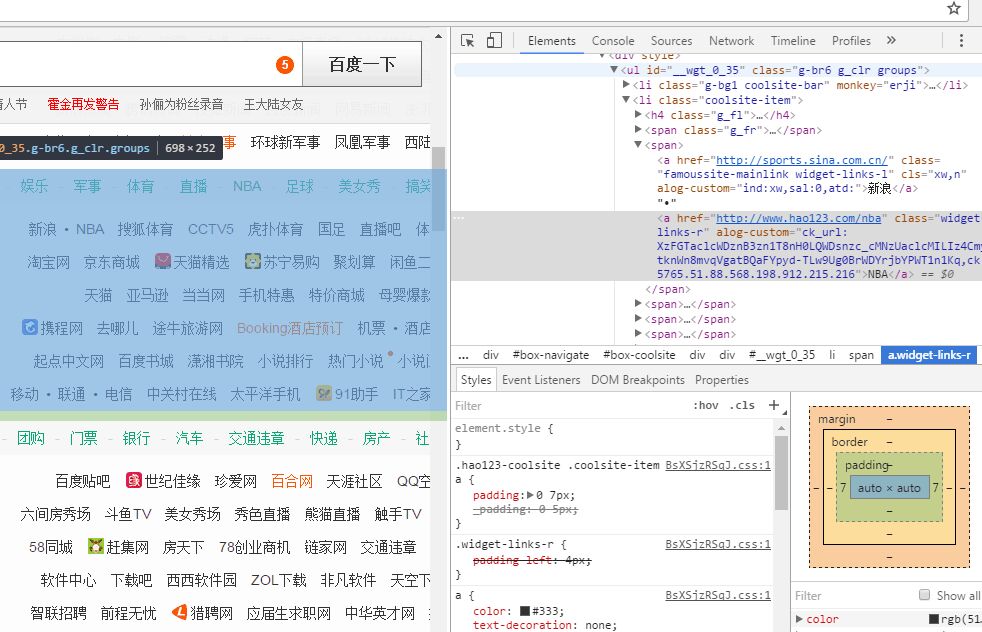 5
百度一下
情人节 霍金再发警告 孙俪为粉丝录音 王大陆女友
事 环球新军事 凤凰军事 西陆
0_35.g-br6.g_clr.groups | 698 × 252
娱乐 - 军事 - 体育 - 直播 - NBA - 足球 - 美女秀 - 搞笑
新浪 • NBA 搜狐体育 CCTV5 虎扑体育 国足 直播吧 体
淘宝网 京东商城 天猫精选 苏宁易购 聚划算 闲鱼二
天猫 亚马逊 当当网 手机特惠 特价商城 母婴爆款
携程网 去哪儿 途牛旅游网 Booking酒店预订 机票 • 酒店
起点中文网 百度书城 潇湘书院 小说排行 热门小说 小说
移动 • 联通 • 电信 中关村在线 太平洋手机 91助手 IT之家
- 团购 - 门票 - 银行 - 汽车 - 交通违章 - 快递 - 房产 - 社
百度贴吧 世纪佳缘 珍爱网 百合网 天涯社区 QQ空
六间房秀场 斗鱼TV 美女秀场 秀色直播 熊猫直播 触手TV
58同城 赶集网 房天下 78创业商机 链家网 交通违章
软件中心 下载吧 西西软件园 ZOL下载 非凡软件 天空下
智联招聘 前程无忧 猎聘网 应届生求职网 中华英才网
Elements Console Sources Network Timeline Profiles »
<div style>
▼<ul id="__wgt_0_35" class="g-br6 g_clr groups">
▶<li class="g-bg1 coolsite-bar" monkey="erji">…</li>
▼<li class="coolsite-item">
▶<h4 class="g_fl">…</h4>
▶<span class="g_fr">…</span>
▼<span>
<a href="http://sports.sina.com.cn/" class=
"famoussite-mainlink widget-links-l" cls="xw,n"
alog-custom="ind:xw,sal:0,atd:">新浪</a>
"•"
<a href="http://www.hao123.com/nba" class="widget
links-r" alog-custom="ck_url:
XzFGTaclcWDznB3zn1T8nH0LQWDsnzc_cMNzUaclcMILIz4Cmy
tknWn8mvqVgatBQaFYpyd-TLw9Ug0BrWDYrjbYPWT1n1Kq,ck
5765.51.88.568.198.912.215.216">NBA</a> == $0
</span>
▶<span>…</span>
▶<span>…</span>
▶<span>…</span>
... div #box-navigate #box-coolsite div div #__wgt_0_35 li span a.widget-links-r
Styles Event Listeners DOM Breakpoints Properties
Filter :hov .cls +
element.style {
}
.hao123-coolsite .coolsite-item BsXSjzRSqJ.css:1
a {
padding:▶0 7px;
_padding: 0 5px;
}
.widget-links-r { BsXSjzRSqJ.css:1
padding-left: 4px;
}
a { BsXSjzRSqJ.css:1
color: #333;
text-decoration: none;
margin –
border –
padding–
– – 7 auto × auto 7 – –
–
–
–
Filter Show all
▶color rgb(51,